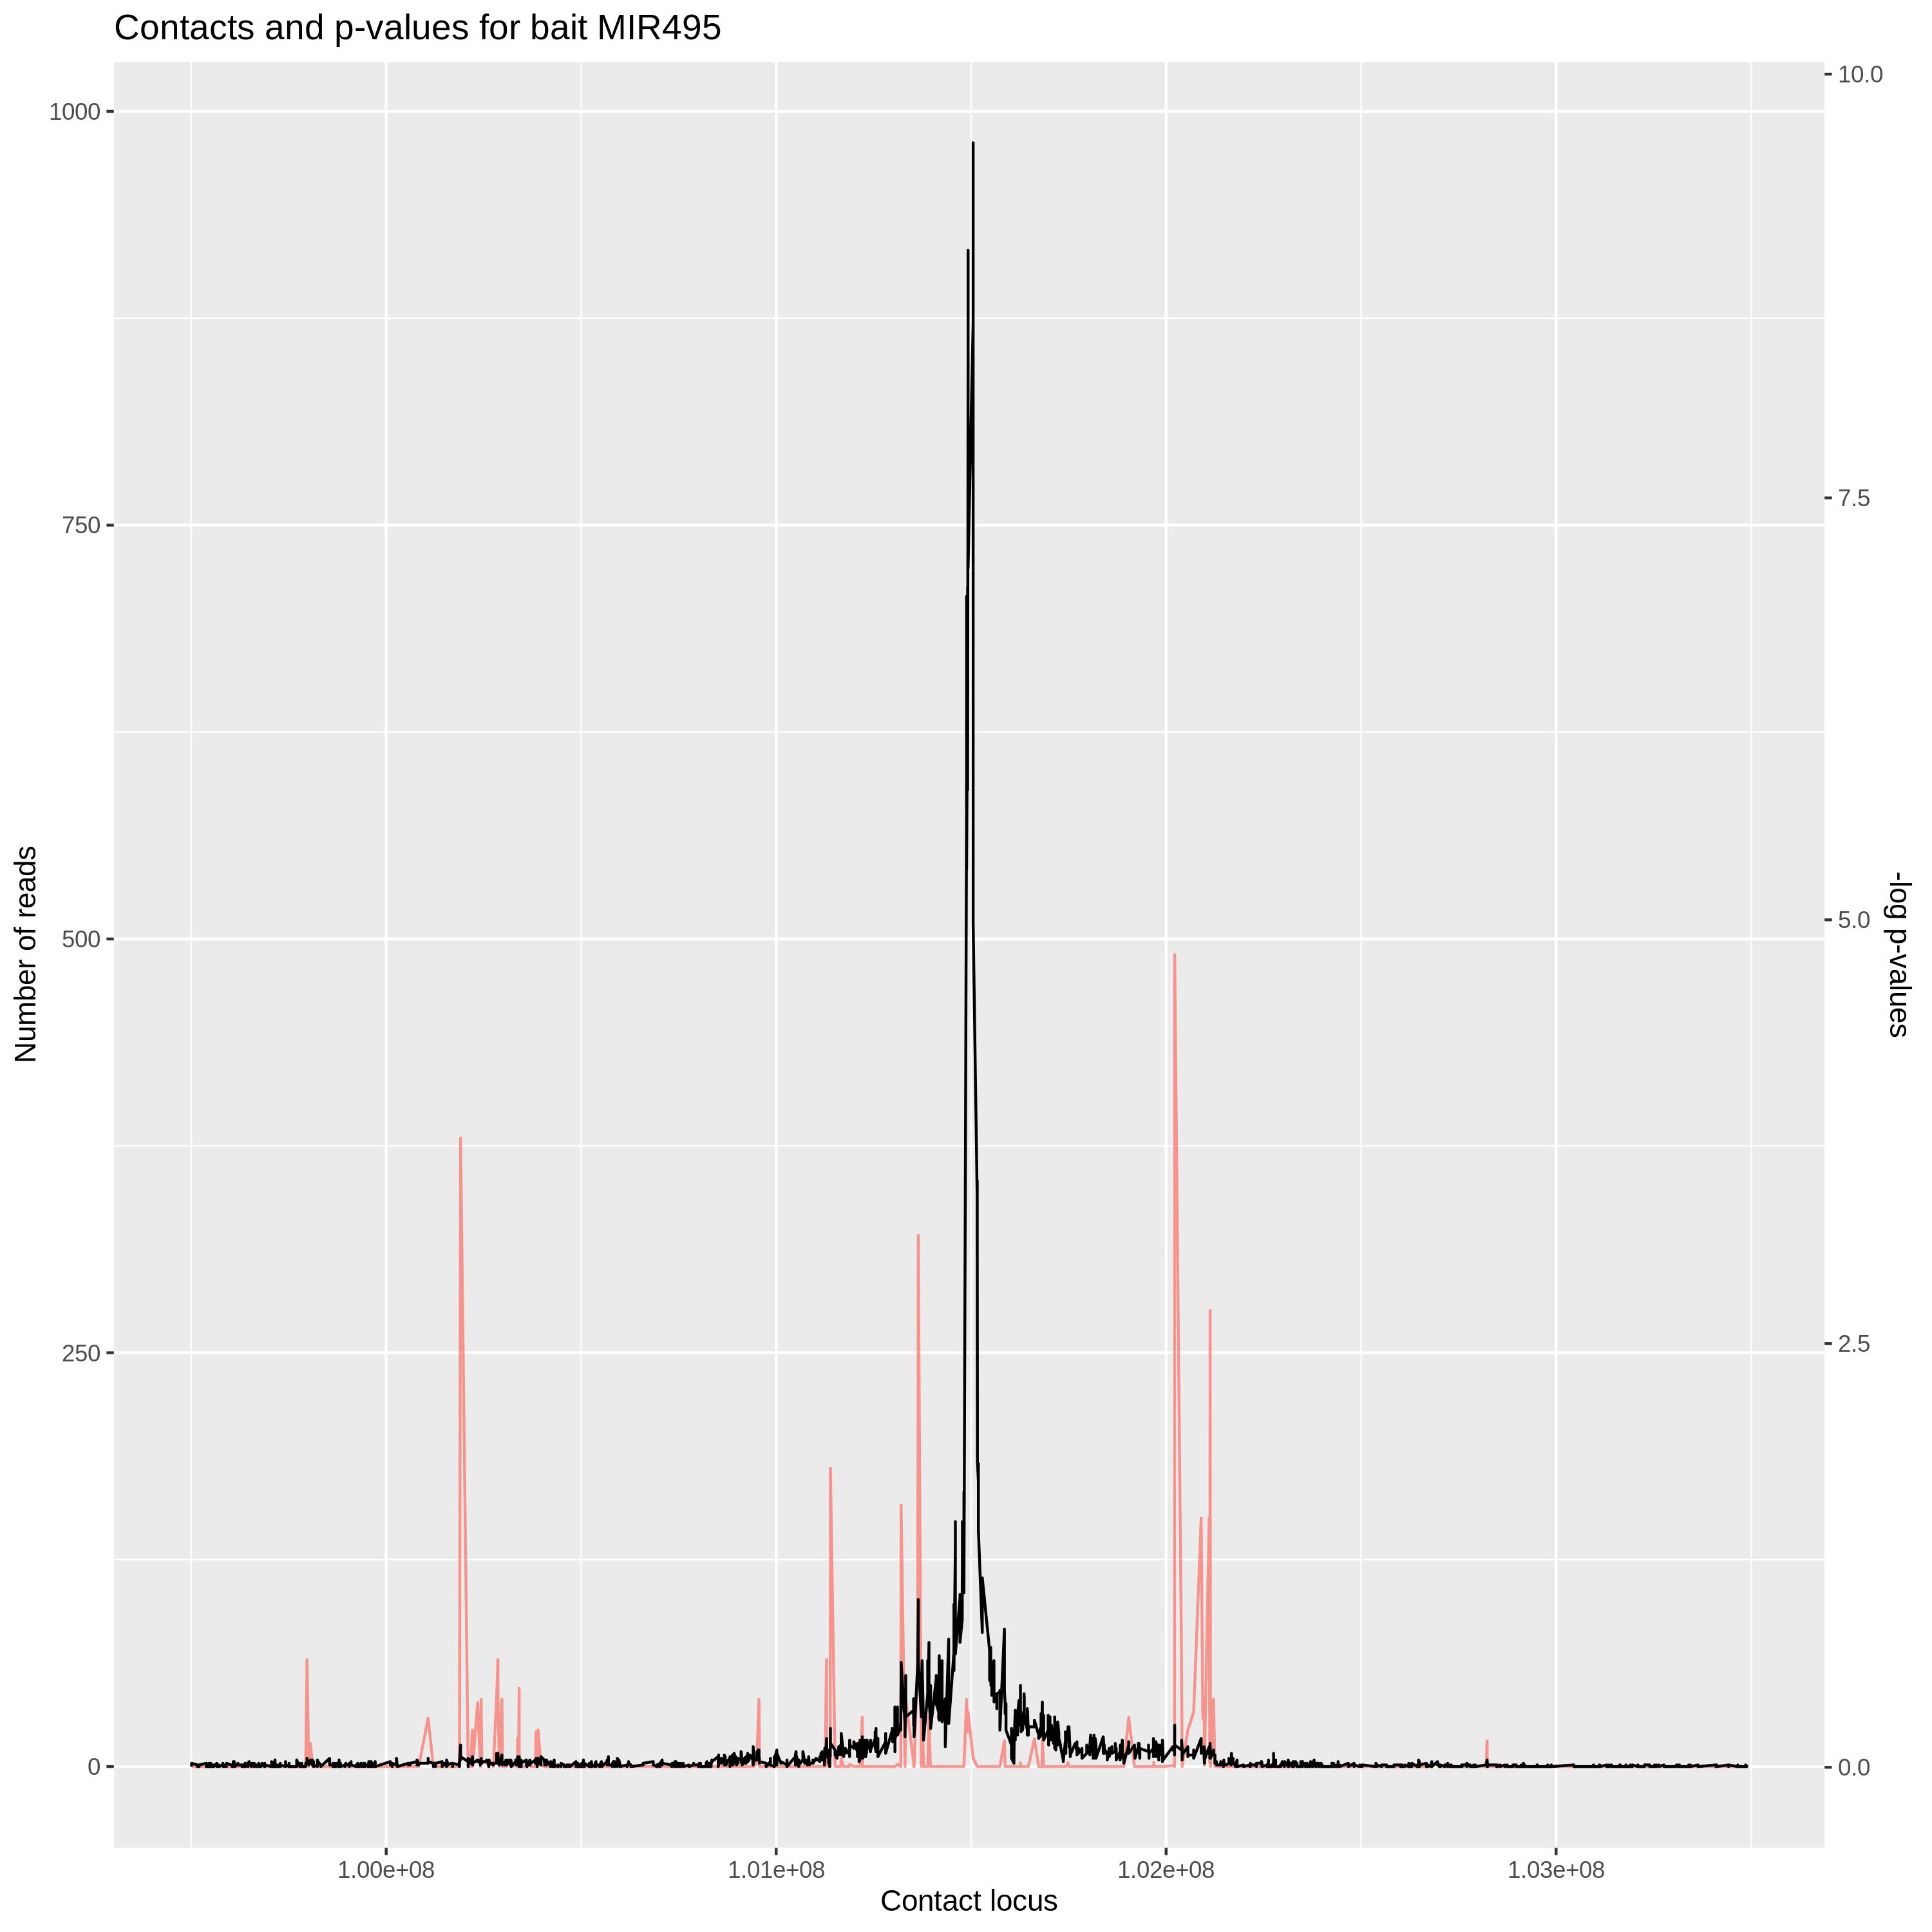 Contacts and p-values for bait MIR495
1000
750
500
250
0
Number of reads
10.0
7.5
5.0
2.5
0.0
-log p-values
1.00e+08
1.01e+08
1.02e+08
1.03e+08
Contact locus